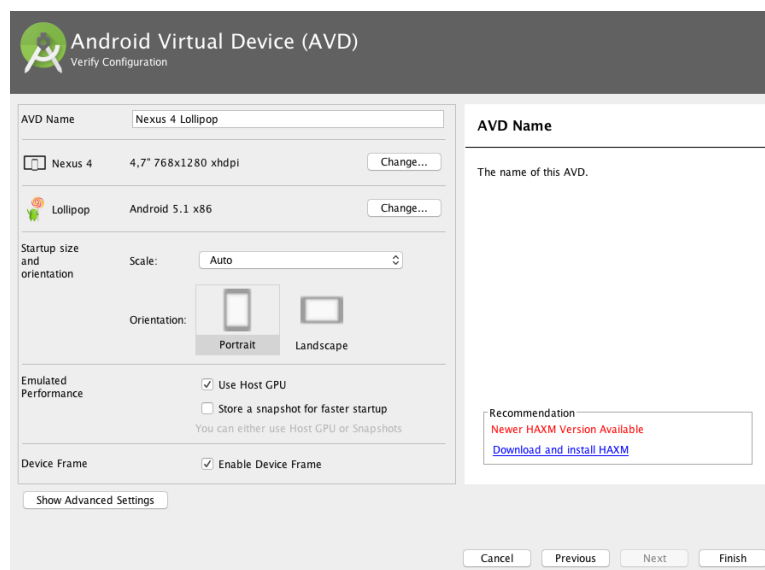 Android Virtual Device (AVD)
Verify Configuration
AVD Name
Nexus 4 Lollipop
Nexus 4
4,7" 768x1280 xhdpi
Change...
Lollipop
Android 5.1 x86
Change...
Startup size
and
orientation
Scale:
Auto
Orientation:
Portrait
Landscape
Emulated
Performance
Use Host GPU
Store a snapshot for faster startup
You can either use Host GPU or Snapshots
Device Frame
Enable Device Frame
Show Advanced Settings
AVD Name
The name of this AVD.
Recommendation
Newer HAXM Version Available
Download and install HAXM
Cancel
Previous
Next
Finish